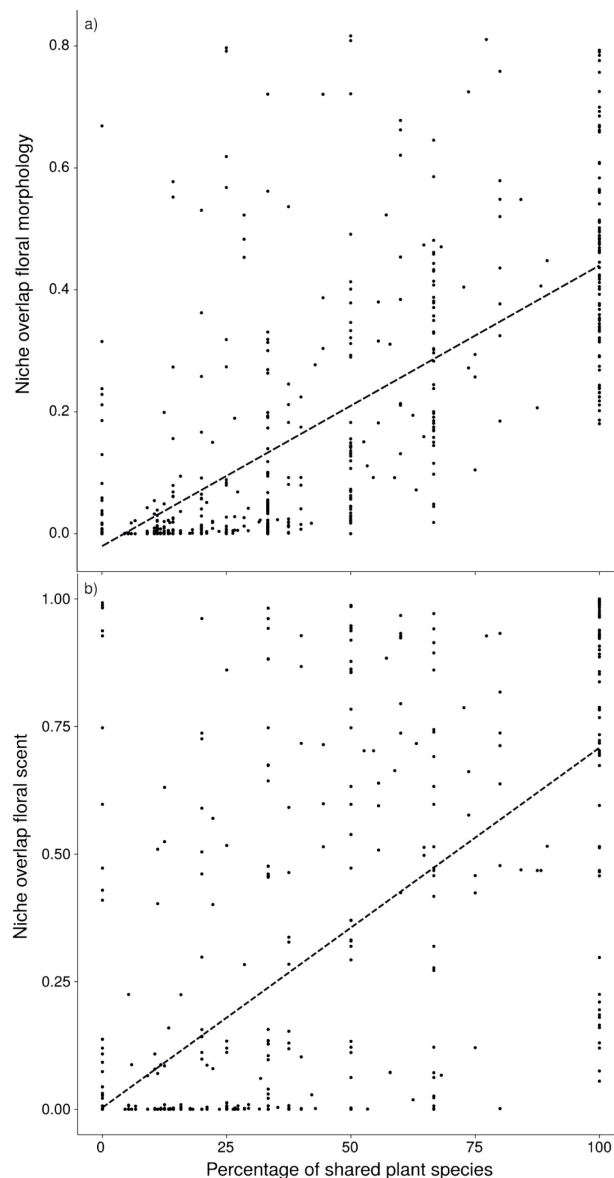 a)
0.8
0.6
0.4
0.2
0.0
Niche overlap floral morphology
b)
1.00
0.75
0.50
0.25
0.00
Niche overlap floral scent
0 25 50 75 100
Percentage of shared plant species